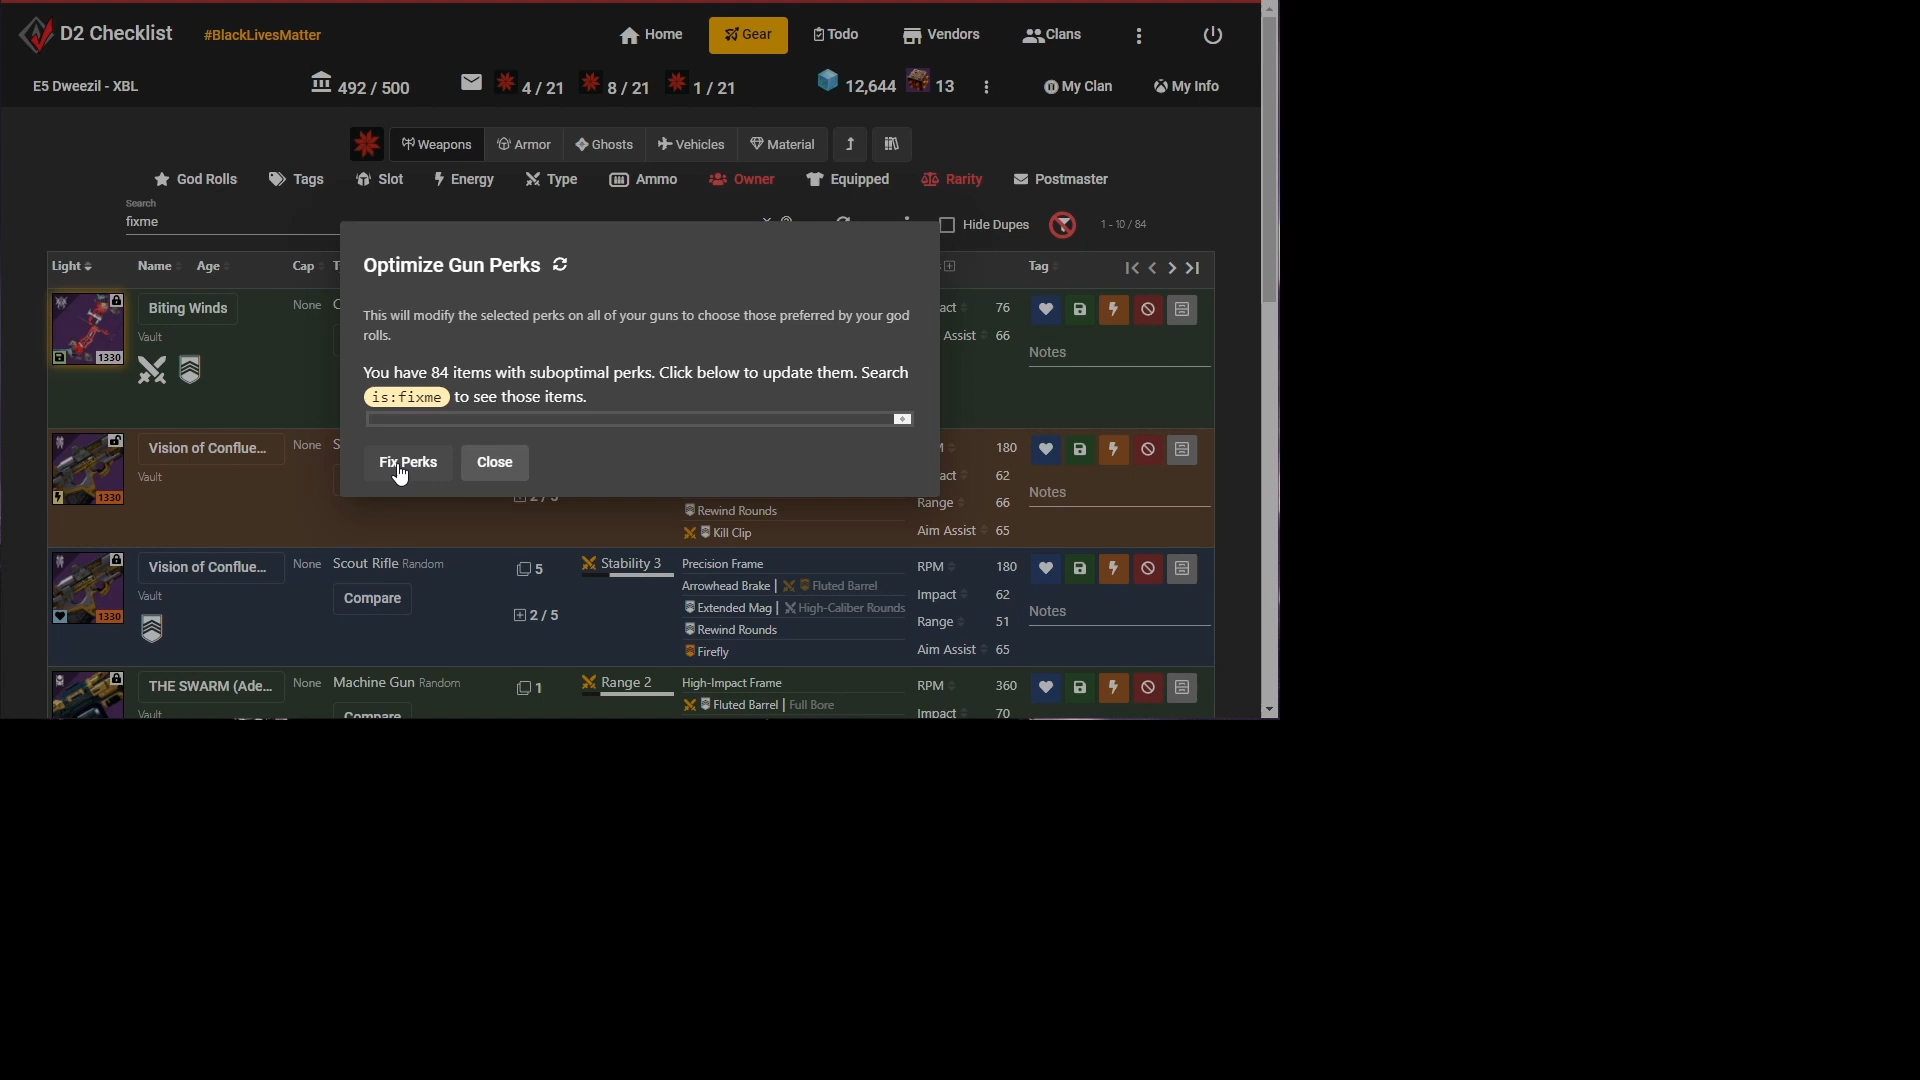 D2 Checklist
#BlackLivesMatter
Home
Gear
Todo
Vendors
Clans
E5 Dweezil - XBL
492 / 500
4 / 21
8 / 21
1 / 21
12,644
13
My Clan
My Info
Weapons
Armor
Ghosts
Vehicles
Material
God Rolls
Tags
Slot
Energy
Type
Ammo
Owner
Equipped
Rarity
Postmaster
Search
fixme
Hide Dupes
1 - 10 / 84
Light
Name
Age
Cap
Tag
Optimize Gun Perks
This will modify the selected perks on all of your guns to choose those preferred by your god
rolls.
You have 84 items with suboptimal perks. Click below to update them. Search
is:fixme to see those items.
Fix Perks
Close
1330
Biting Winds
Vault
None
act 76
Assist 66
Notes
1330
Vision of Conflue...
Vault
None
S
2 / 5
Rewind Rounds
Kill Clip
180
act 62
Range 66
Aim Assist 65
Notes
1330
Vision of Conflue...
Vault
None
Scout Rifle Random
Compare
5
2 / 5
Stability 3
Precision Frame
Arrowhead Brake | Fluted Barrel
Extended Mag | High-Caliber Rounds
Rewind Rounds
Firefly
RPM 180
Impact 62
Range 51
Aim Assist 65
Notes
THE SWARM (Ade...
Vault
None
Machine Gun Random
Compare
1
Range 2
High-Impact Frame
Fluted Barrel | Full Bore
RPM 360
Impact 70